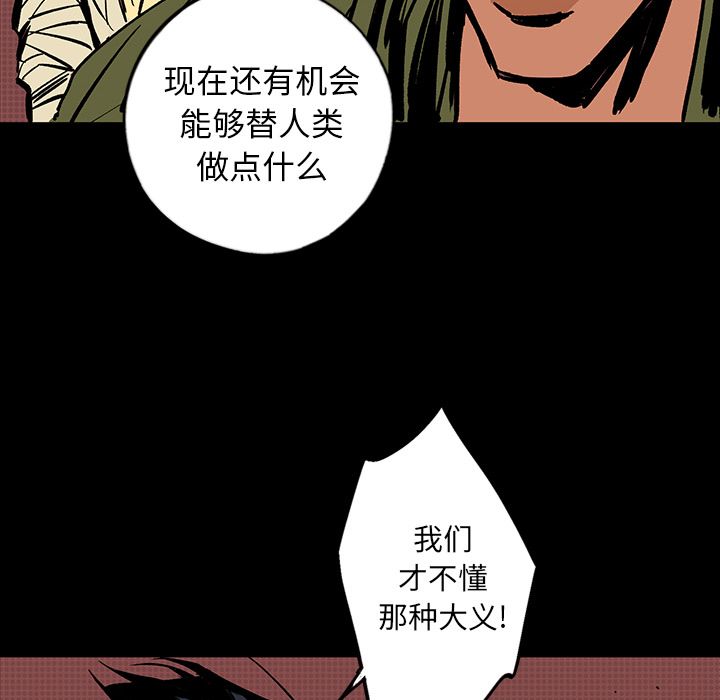 现在还有机会
能够替人类
做点什么
我们
才不懂
那种大义!